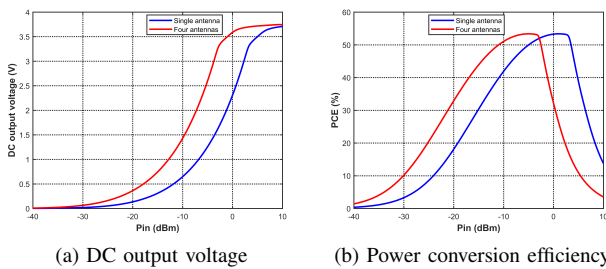 4
3.5
3
2.5
2
1.5
1
0.5
0
-40
-30
-20
-10
0
10
Pin (dBm)
DC output voltage (V)
Single antenna
Four antennas
60
50
40
30
20
10
0
-40
-30
-20
-10
0
10
Pin (dBm)
PCE (%)
Single antenna
Four antennas
(a) DC output voltage
(b) Power conversion efficiency